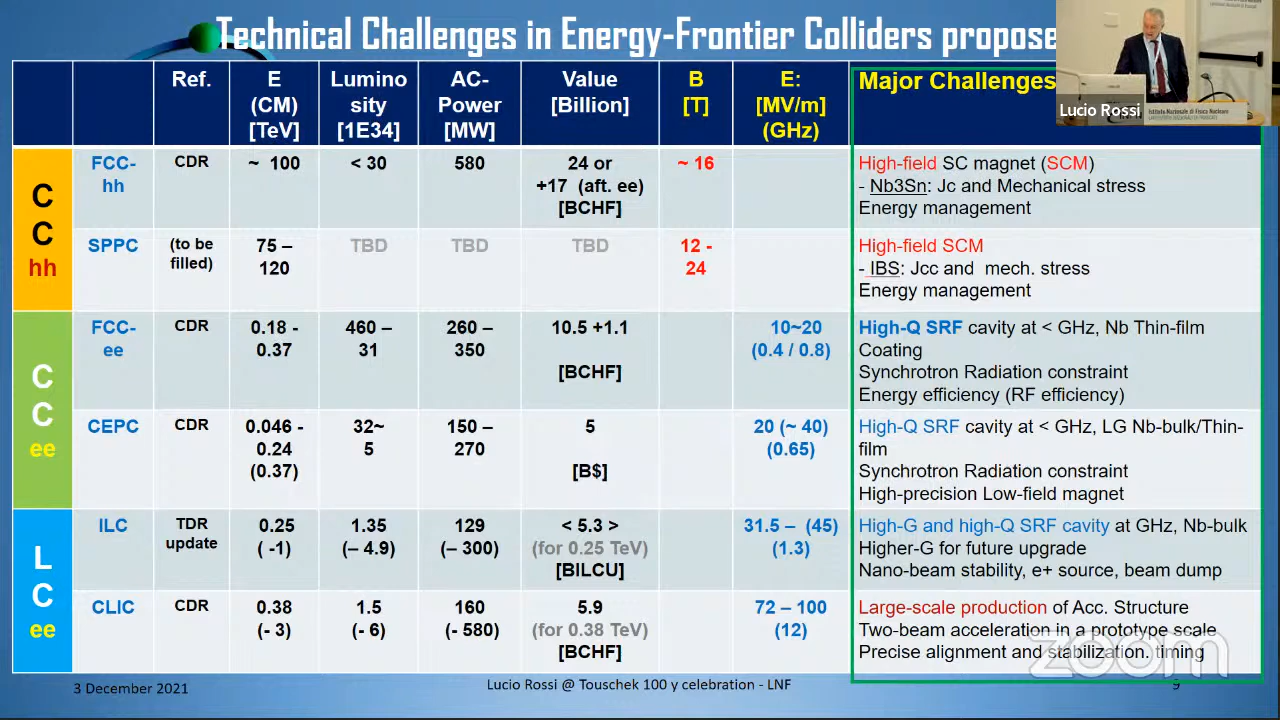 Technical Challenges in Energy-Frontier Colliders propose
Lucio Rossi
Istituto Nazionale di Fisica Nucleare
Ref.
E
(CM)
[TeV]
Lumino
sity
[1E34]
AC-
Power
[MW]
Value
[Billion]
B
[T]
E:
[MV/m]
(GHz)
Major Challenges
C
C
hh
FCC-
hh
CDR
~ 100
< 30
580
24 or
+17 (aft. ee)
[BCHF]
~ 16
High-field SC magnet (SCM)
- Nb3Sn: Jc and Mechanical stress
Energy management
SPPC
(to be
filled)
75 –
120
TBD
TBD
TBD
12 -
24
High-field SCM
- IBS: Jcc and mech. stress
Energy management
C
C
ee
FCC-
ee
CDR
0.18 -
0.37
460 –
31
260 –
350
10.5 +1.1
[BCHF]
10~20
(0.4 / 0.8)
High-Q SRF cavity at < GHz, Nb Thin-film
Coating
Synchrotron Radiation constraint
Energy efficiency (RF efficiency)
CEPC
CDR
0.046 -
0.24
(0.37)
32~
5
150 –
270
5
[B$]
20 (~ 40)
(0.65)
High-Q SRF cavity at < GHz, LG Nb-bulk/Thin-
film
Synchrotron Radiation constraint
High-precision Low-field magnet
L
C
ee
ILC
TDR
update
0.25
( -1)
1.35
(– 4.9)
129
(– 300)
< 5.3 >
(for 0.25 TeV)
[BILCU]
31.5 – (45)
(1.3)
High-G and high-Q SRF cavity at GHz, Nb-bulk
Higher-G for future upgrade
Nano-beam stability, e+ source, beam dump
CLIC
CDR
0.38
(- 3)
1.5
(- 6)
160
(- 580)
5.9
(for 0.38 TeV)
[BCHF]
72 – 100
(12)
Large-scale production of Acc. Structure
Two-beam acceleration in a prototype scale
Precise alignment and stabilization. timing
zoom
3 December 2021
Lucio Rossi @ Touschek 100 y celebration - LNF
9